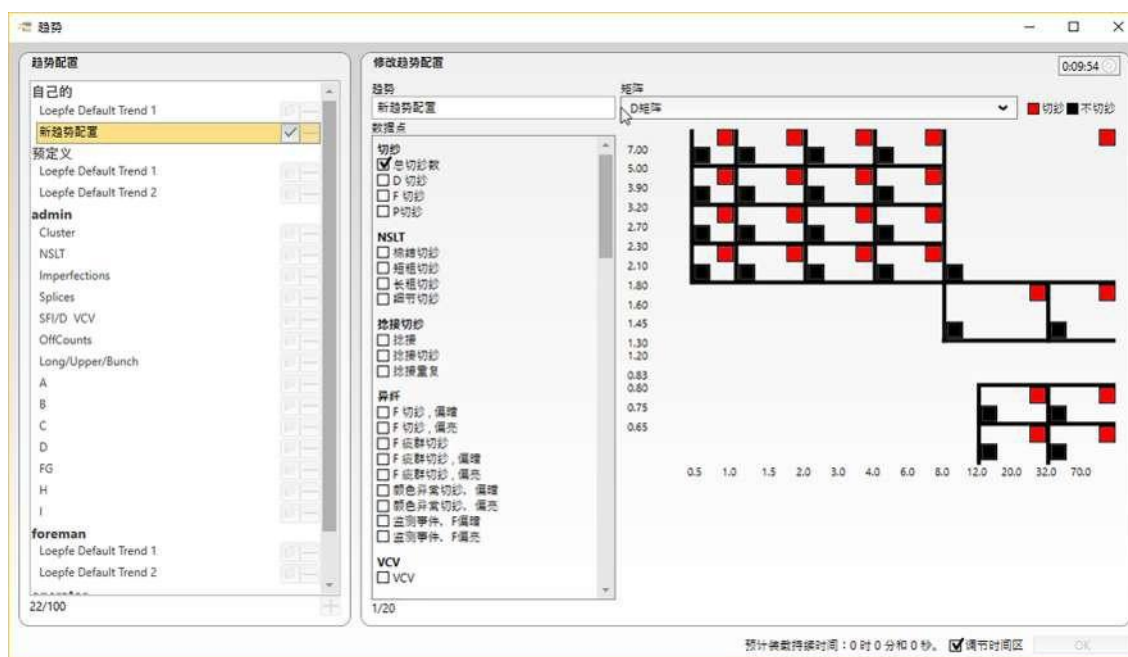 趋势
趋势配置
自己的
Loepfe Default Trend 1
新趋势配置
预定义
Loepfe Default Trend 1
Loepfe Default Trend 2
admin
Cluster
NSLT
Imperfections
Splices
SFI/D VCV
OffCounts
Long/Upper/Bunch
A
B
C
D
FG
H
I
foreman
Loepfe Default Trend 1
Loepfe Default Trend 2
22/100
修改趋势配置
0:09:54
趋势
新趋势配置
数据点
切纱
总切纱数
D 切纱
F 切纱
P切纱
NSLT
棉结切纱
短粗切纱
长粗切纱
细节切纱
捻接切纱
捻接
捻接切纱
捻接重复
异纤
F 切纱 , 偏暗
F 切纱 , 偏亮
F 疵群切纱
F 疵群切纱 , 偏暗
F 疵群切纱 , 偏亮
颜色异常切纱、偏暗
颜色异常切纱、偏亮
监测事件、F偏暗
监测事件、F偏亮
VCV
VCV
1/20
矩阵
D矩阵
切纱 不切纱
7.00
5.00
3.90
3.20
2.70
2.30
2.10
1.80
1.60
1.45
1.30
1.20
0.83
0.80
0.75
0.65
0.5 1.0 1.5 2.0 3.0 4.0 6.0 8.0 12.0 20.0 32.0 70.0
预计装载持续时间：0 时 0 分和 0 秒。 调节时间区 OK